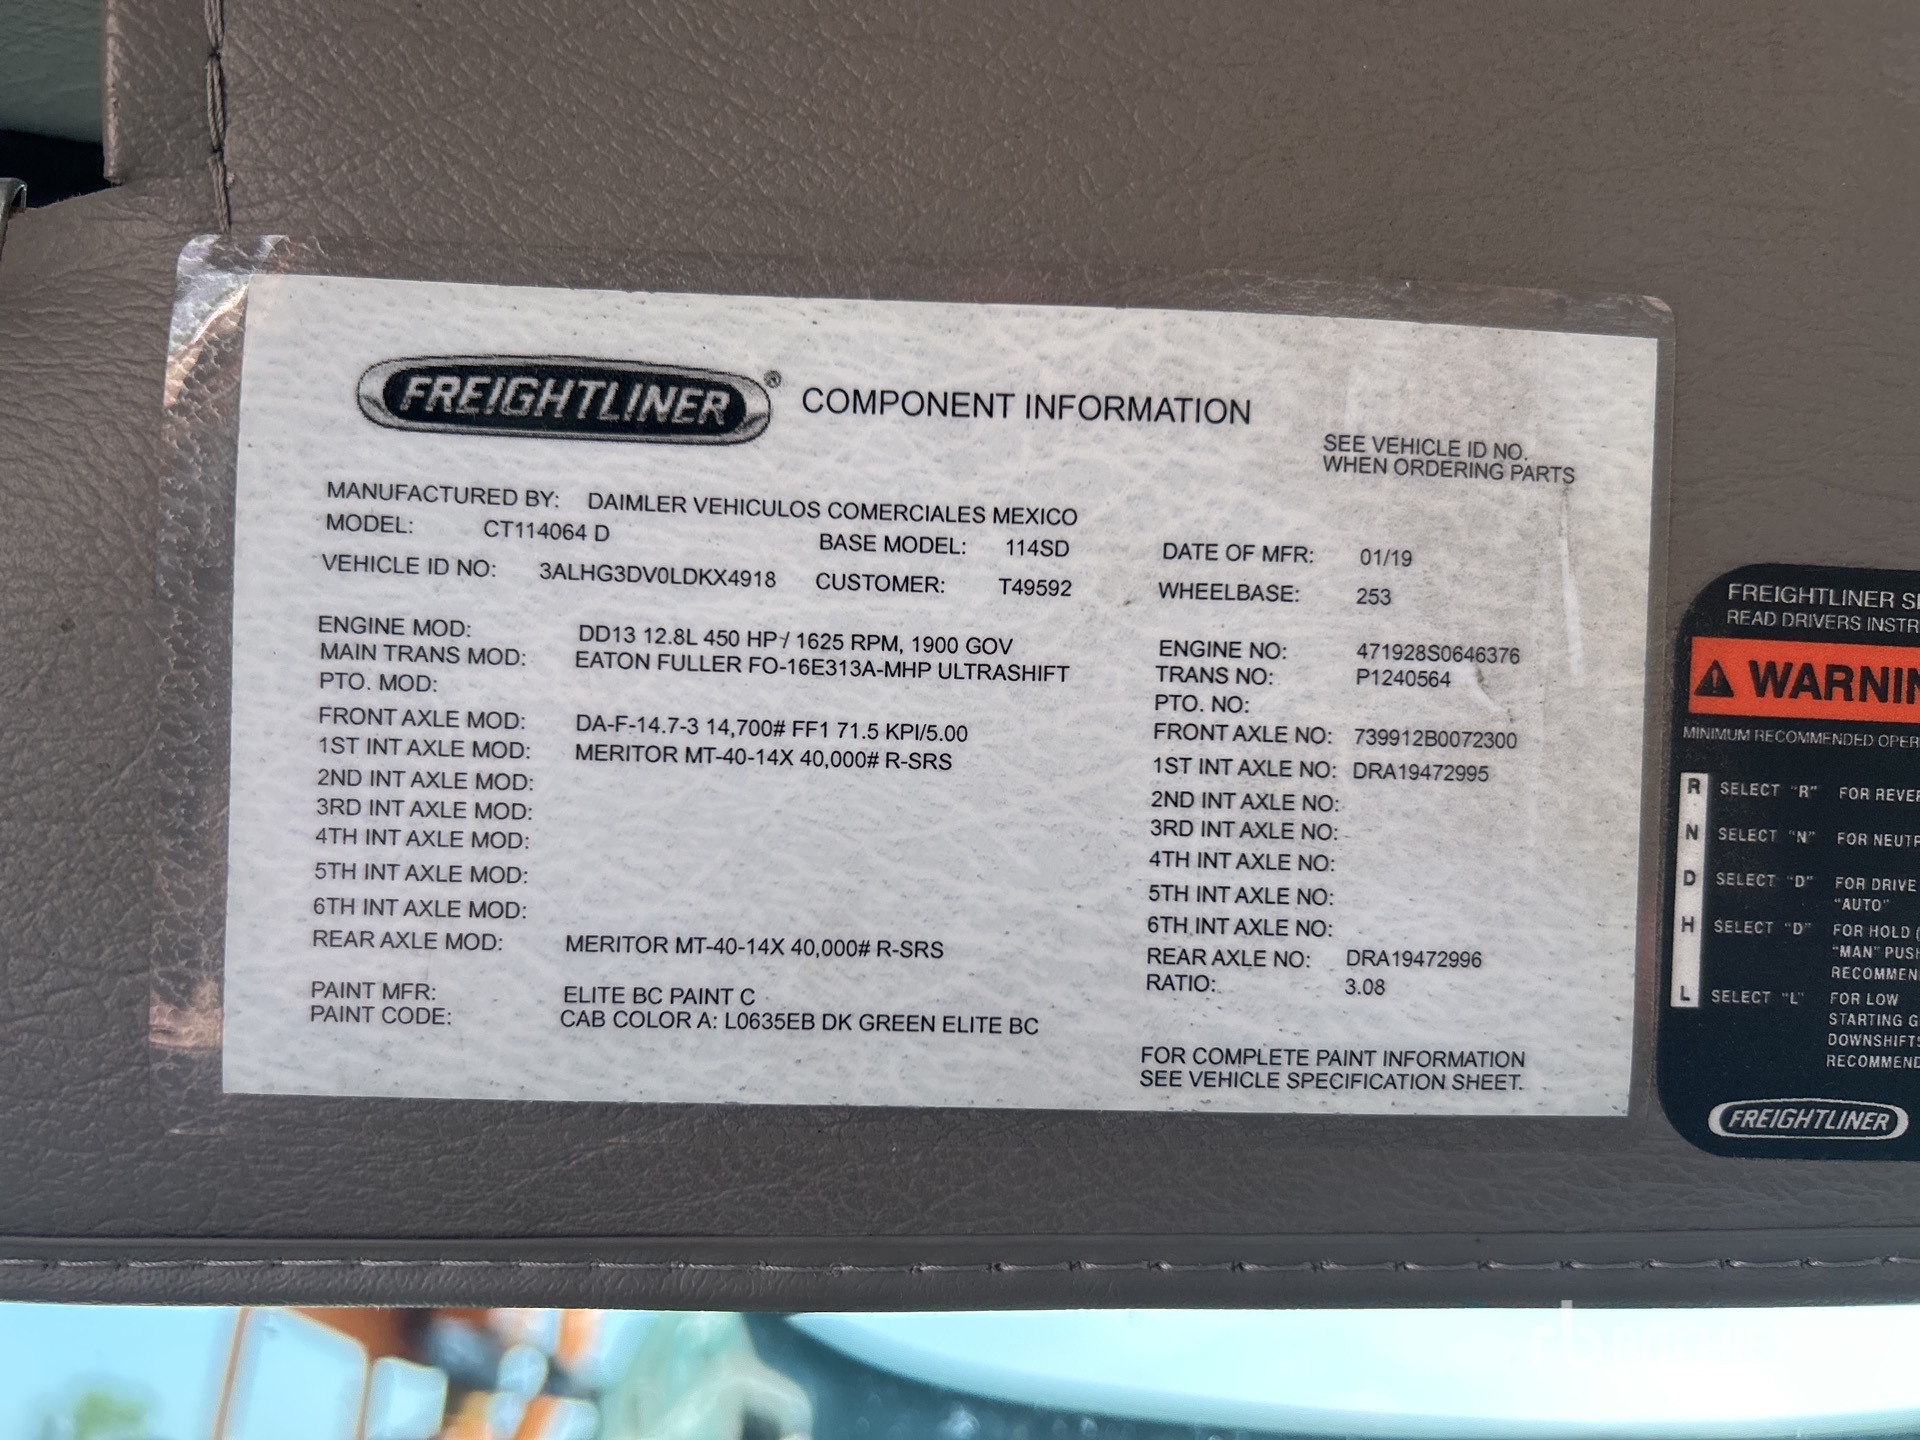 FREIGHTLINER® COMPONENT INFORMATION
SEE VEHICLE ID NO.
WHEN ORDERING PARTS
MANUFACTURED BY: DAIMLER VEHICULOS COMERCIALES MEXICO
MODEL: CT114064 D BASE MODEL: 114SD DATE OF MFR: 01/19
VEHICLE ID NO: 3ALHG3DV0LDKX4918 CUSTOMER: T49592 WHEELBASE: 253
ENGINE MOD: DD13 12.8L 450 HP / 1625 RPM, 1900 GOV ENGINE NO: 471928S0646376
MAIN TRANS MOD: EATON FULLER FO-16E313A-MHP ULTRASHIFT TRANS NO: P1240564
PTO. MOD: PTO. NO:
FRONT AXLE MOD: DA-F-14.7-3 14,700# FF1 71.5 KPI/5.00 FRONT AXLE NO: 739912B0072300
1ST INT AXLE MOD: MERITOR MT-40-14X 40,000# R-SRS 1ST INT AXLE NO: DRA19472995
2ND INT AXLE MOD: 2ND INT AXLE NO:
3RD INT AXLE MOD: 3RD INT AXLE NO:
4TH INT AXLE MOD: 4TH INT AXLE NO:
5TH INT AXLE MOD: 5TH INT AXLE NO:
6TH INT AXLE MOD: 6TH INT AXLE NO:
REAR AXLE MOD: MERITOR MT-40-14X 40,000# R-SRS REAR AXLE NO: DRA19472996
RATIO: 3.08
PAINT MFR: ELITE BC PAINT C
PAINT CODE: CAB COLOR A: L0635EB DK GREEN ELITE BC
FOR COMPLETE PAINT INFORMATION
SEE VEHICLE SPECIFICATION SHEET.
FREIGHTLINER
READ DRIVERS INSTR
WARNIN
MINIMUM RECOMMENDED OPER
R SELECT "R" FOR REVER
N SELECT "N" FOR NEUTR
D SELECT "D" FOR DRIVE
"AUTO"
H SELECT "D" FOR HOLD (
"MAN" PUSH
RECOMMEN
L SELECT "L" FOR LOW
STARTING G
DOWNSHIFTS
RECOMMEND
FREIGHTLINER